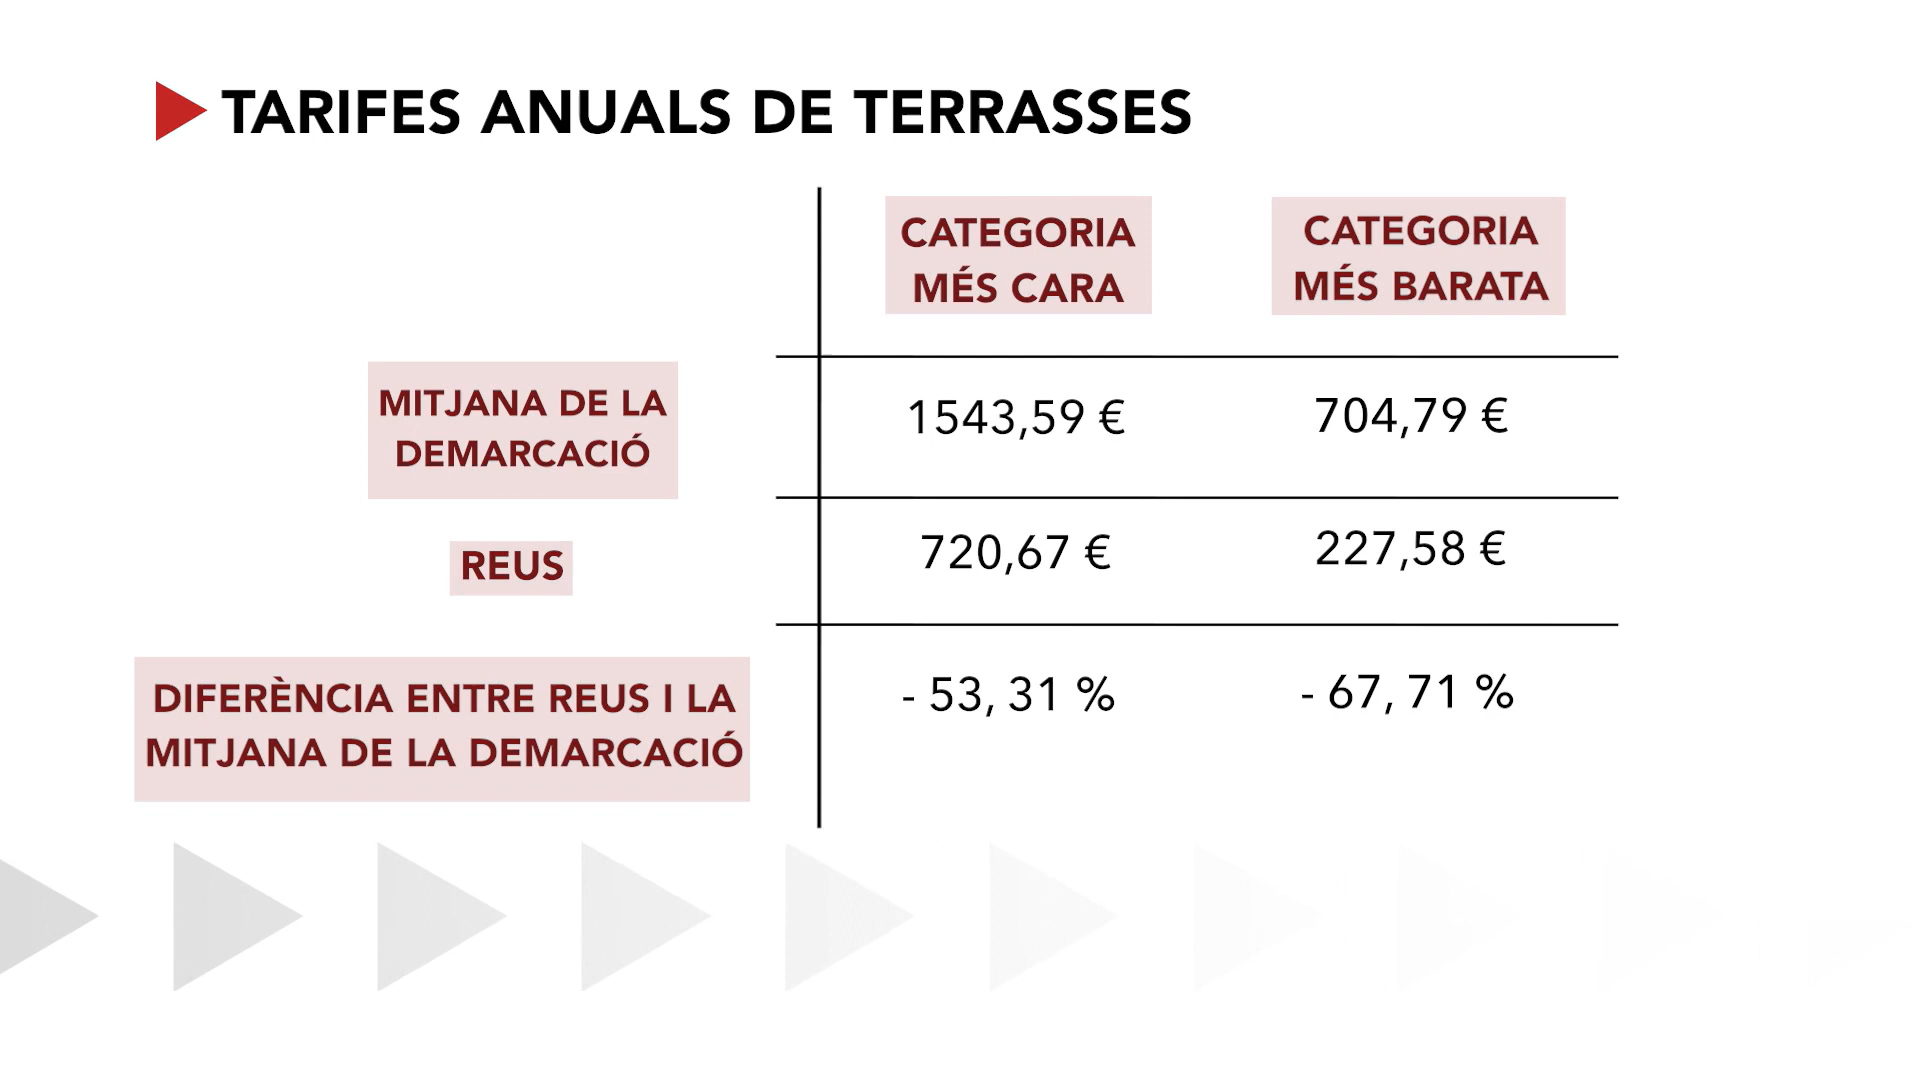 TARIFES ANUALS DE TERRASSES
CATEGORIA
MÉS CARA
CATEGORIA
MÉS BARATA
MITJANA DE LA
DEMARCACIÓ
1543,59 €
704,79 €
REUS
720,67 €
227,58 €
DIFERÈNCIA ENTRE REUS I LA
MITJANA DE LA DEMARCACIÓ
- 53, 31 %
- 67, 71 %